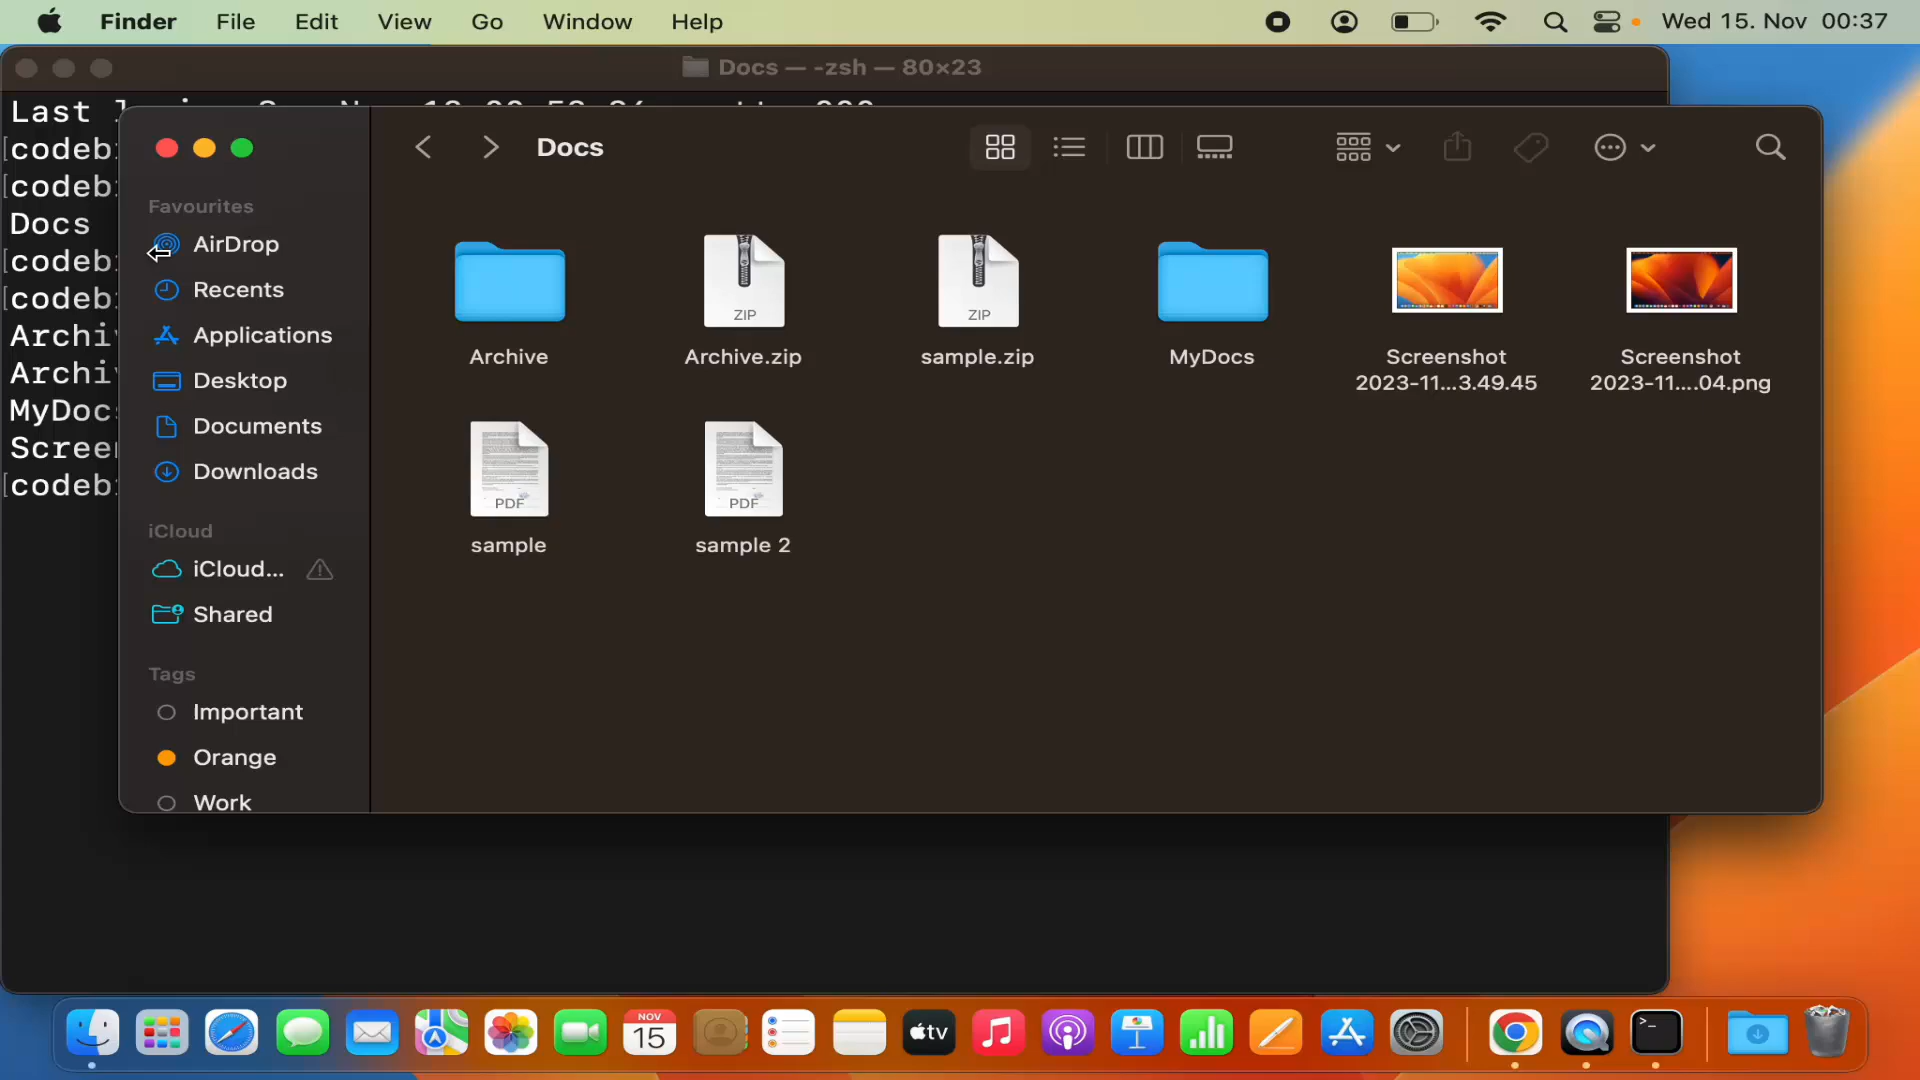 Finder File Edit View Go Window Help Wed 15. Nov 00:37
Docs — -zsh — 80×23
Last
[codeb
[codeb
Docs
[codeb
[codeb
Archi
Archi
MyDoc
Scree
[codeb
Docs
Favourites
AirDrop
Recents
Applications
Desktop
Documents
Downloads
iCloud
iCloud...
Shared
Tags
Important
Orange
Work
ZIP
ZIP
Archive
Archive.zip
sample.zip
MyDocs
Screenshot
2023-11...3.49.45
Screenshot
2023-11....04.png
PDF
PDF
sample
sample 2
NOV
15
tv